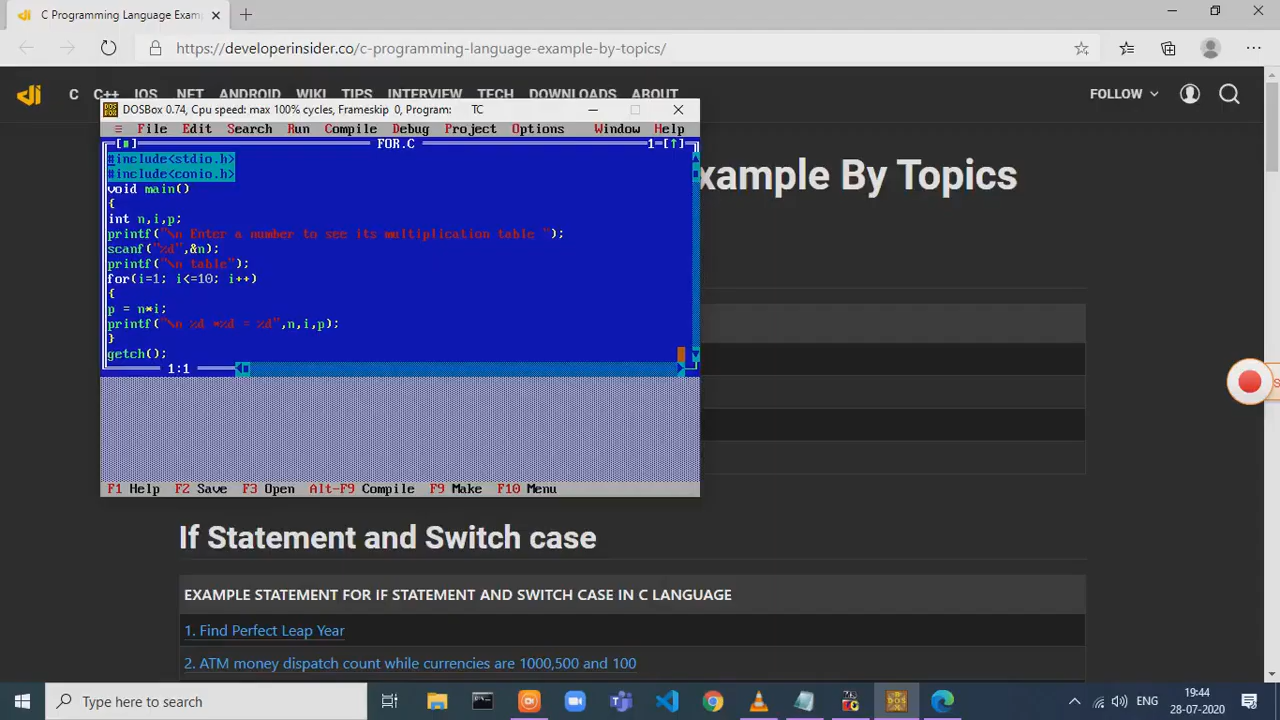 C Programming Language Exam
https://developerinsider.co/c-programming-language-example-by-topics/
C C++ IOS .NET ANDROID WIKI TIPS INTERVIEW TECH DOWNLOADS ABOUT
FOLLOW
DOSBox 0.74, Cpu speed: max 100% cycles, Frameskip 0, Program: TC
File Edit Search Run Compile Debug Project Options Window Help
FOR.C
1=[↑]
#include<stdio.h>
#include<conio.h>
void main()
{
int n,i,p;
printf("\n Enter a number to see its multiplication table ");
scanf("%d",&n);
printf("\n table");
for(i=1; i<=10; i++)
{
p = n*i;
printf("\n %d *%d = %d",n,i,p);
}
getch();
1:1
F1 Help F2 Save F3 Open Alt-F9 Compile F9 Make F10 Menu
xample By Topics
If Statement and Switch case
EXAMPLE STATEMENT FOR IF STATEMENT AND SWITCH CASE IN C LANGUAGE
1. Find Perfect Leap Year
2. ATM money dispatch count while currencies are 1000,500 and 100
Type here to search
ENG
19:44
28-07-2020